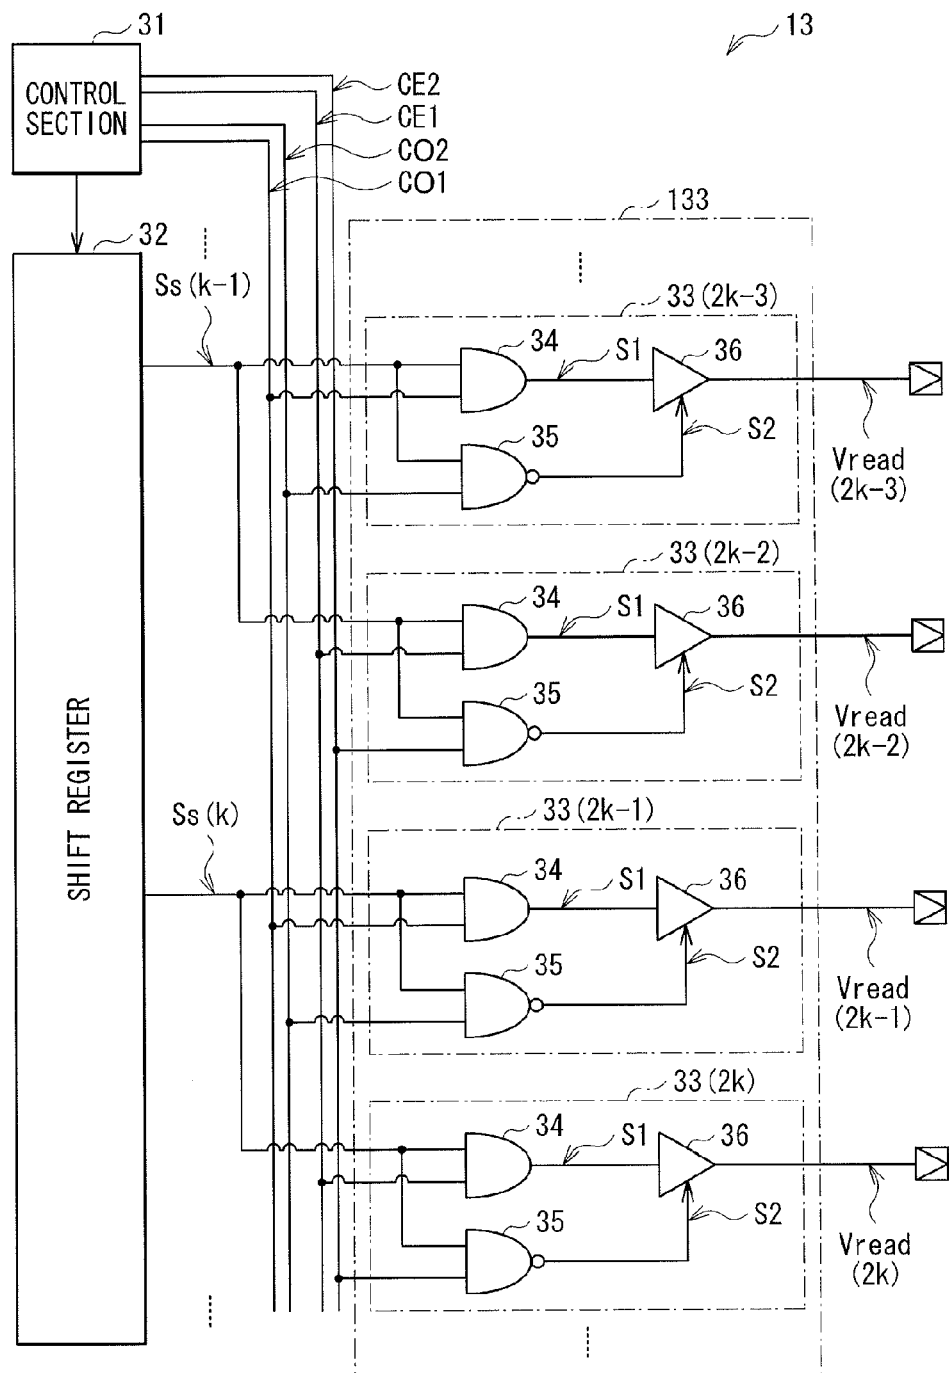 31
13
CONTROL
SECTION
CE2
CE1
CO2
CO1
133
32
Ss(k-1)
33(2k-3)
34
S1
36
35
S2
Vread
(2k-3)
33(2k-2)
34
S1
36
35
S2
Vread
(2k-2)
SHIFT REGISTER
Ss(k)
33(2k-1)
34
S1
36
35
S2
Vread
(2k-1)
33(2k)
34
S1
36
35
S2
Vread
(2k)